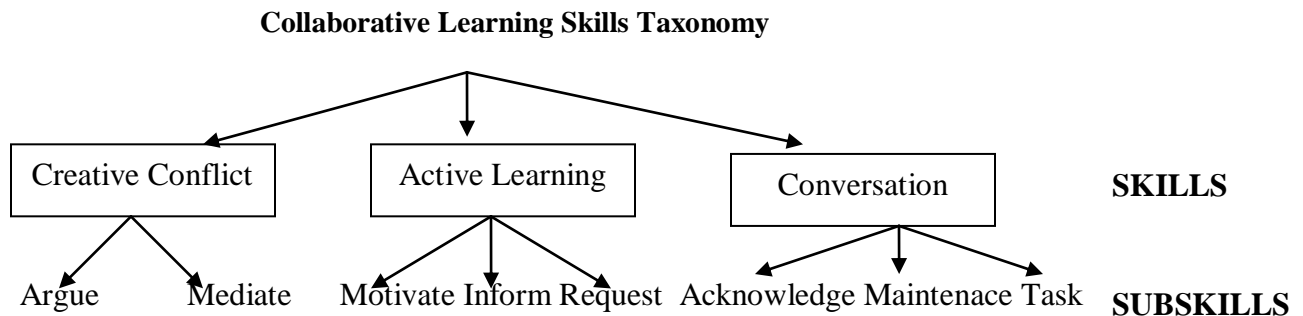 Collaborative Learning Skills Taxonomy
Creative Conflict
Active Learning
Conversation
SKILLS
Argue
Mediate
Motivate Inform Request
Acknowledge Maintenace Task
SUBSKILLS